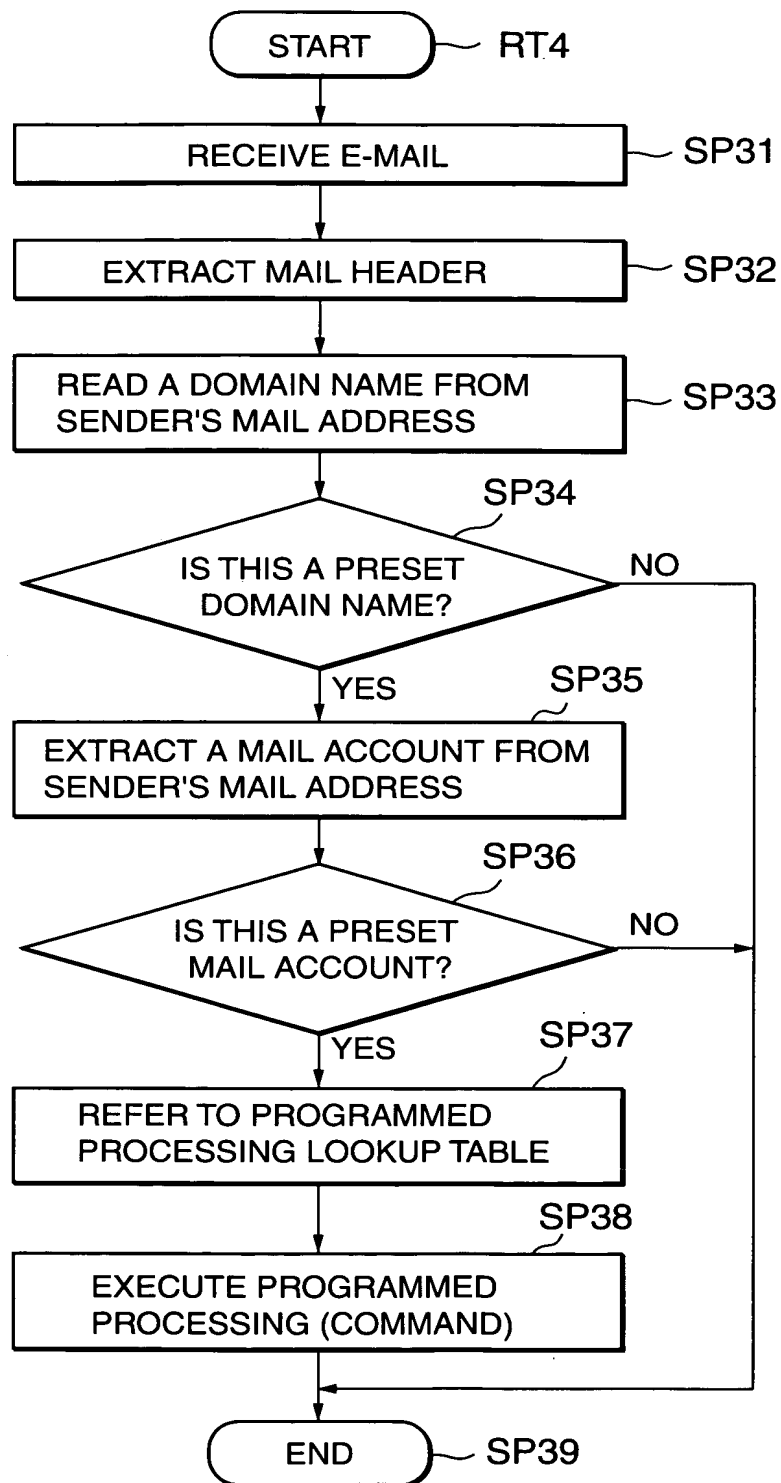 START
RT4
RECEIVE E-MAIL
SP31
EXTRACT MAIL HEADER
SP32
READ A DOMAIN NAME FROM
SENDER'S MAIL ADDRESS
SP33
SP34
IS THIS A PRESET
DOMAIN NAME?
NO
YES
SP35
EXTRACT A MAIL ACCOUNT FROM
SENDER'S MAIL ADDRESS
SP36
IS THIS A PRESET
MAIL ACCOUNT?
NO
YES
SP37
REFER TO PROGRAMMED
PROCESSING LOOKUP TABLE
SP38
EXECUTE PROGRAMMED
PROCESSING (COMMAND)
END
SP39